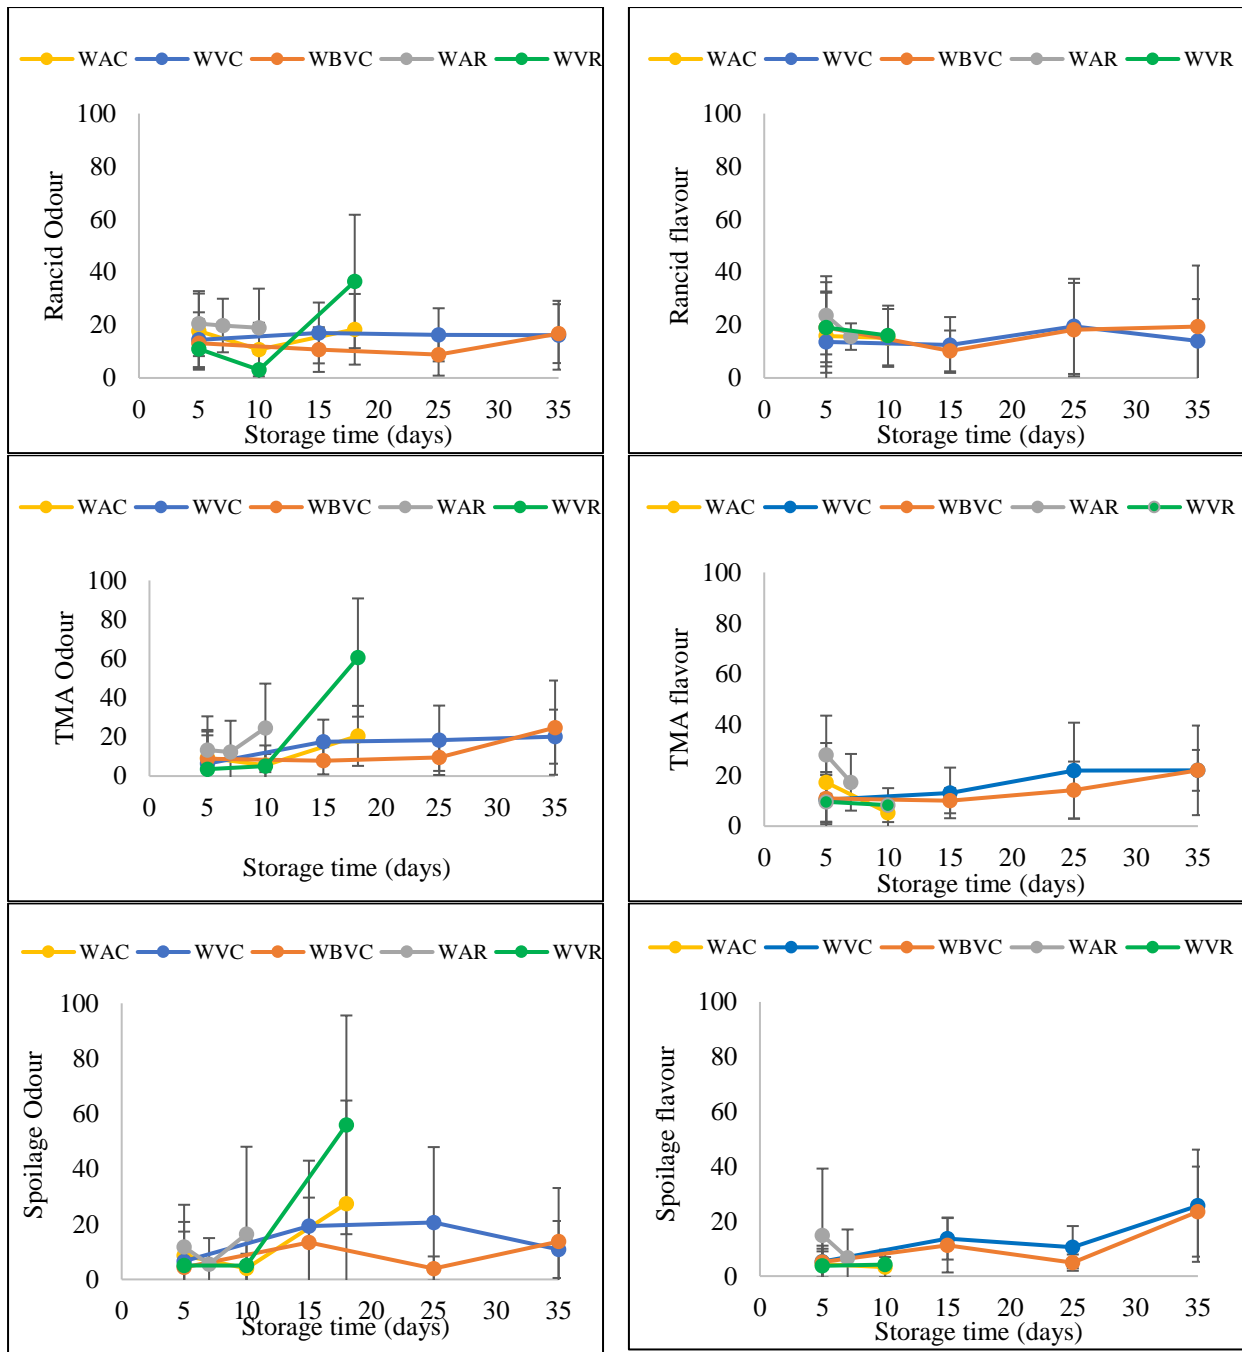 WAC WVC WBVC WAR WVR
100
80
60
40
20
0
Rancid Odour
0 5 10 15 20 25 30 35
Storage time (days)
WAC WVC WBVC WAR WVR
100
80
60
40
20
0
Rancid flavour
0 5 10 15 20 25 30 35
Storage time (days)
WAC WVC WBVC WAR WVR
100
80
60
40
20
0
TMA Odour
0 5 10 15 20 25 30 35
Storage time (days)
WAC WVC WBVC WAR WVR
100
80
60
40
20
0
TMA flavour
0 5 10 15 20 25 30 35
Storage time (days)
WAC WVC WBVC WAR WVR
100
80
60
40
20
0
Spoilage Odour
0 5 10 15 20 25 30 35
Storage time (days)
WAC WVC WBVC WAR WVR
100
80
60
40
20
0
Spoilage flavour
0 5 10 15 20 25 30 35
Storage time (days)